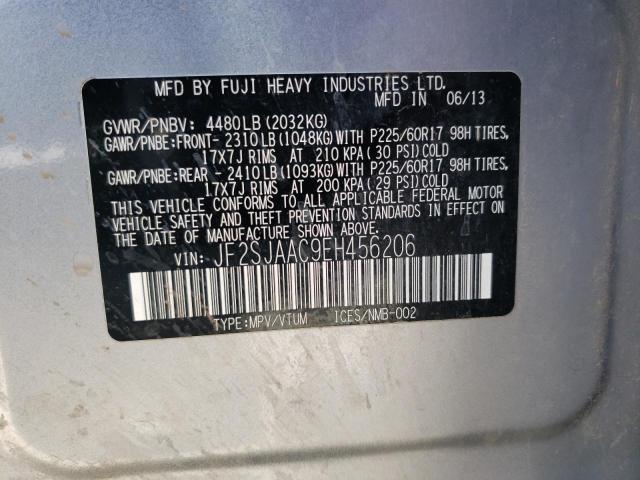 MFD BY FUJI HEAVY INDUSTRIES LTD.
MFD IN 06/13
GVWR/PNBV: 4480LB(2032KG)
GAWR/PNBE:FRONT- 2310LB(1048KG)WITH P225/60R17 98H TIRES,
17X7J RIMS AT 210 KPA(30 PSI)COLD
GAWR/PNBE:REAR - 2410LB(1093KG)WITH P225/60R17 98H TIRES,
17X7J RIMS AT 200 KPA(29 PSI)COLD
THIS VEHICLE CONFORMS TO ALL APPLICABLE FEDERAL MOTOR
VEHICLE SAFETY AND THEFT PREVENTION STANDARDS IN EFFECT ON
THE DATE OF MANUFACTURE SHOWN ABOVE.
VIN: JF2SJAAC9EH456206
TYPE:MPV/VTUM ICES/NMB-002